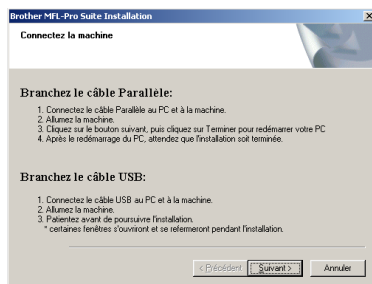 Brother MFL-Pro Suite Installation
Connectez la machine
Branchez le câble Parallèle:
1. Connectez le câble Parallèle au PC et à la machine.
2. Allumez la machine.
3. Cliquez sur le bouton suivant, puis cliquez sur Terminer pour redémarrer votre PC
4. Après le redémarrage du PC, attendez que l'installation soit terminée.
Branchez le câble USB:
1. Connectez le câble USB au PC et à la machine.
2. Allumez la machine.
3. Patientez avant de poursuivre l'installation.
* certaines fenêtres s'ouvriront et se refermeront pendant l'installation.
< Précédent Suivant > Annuler